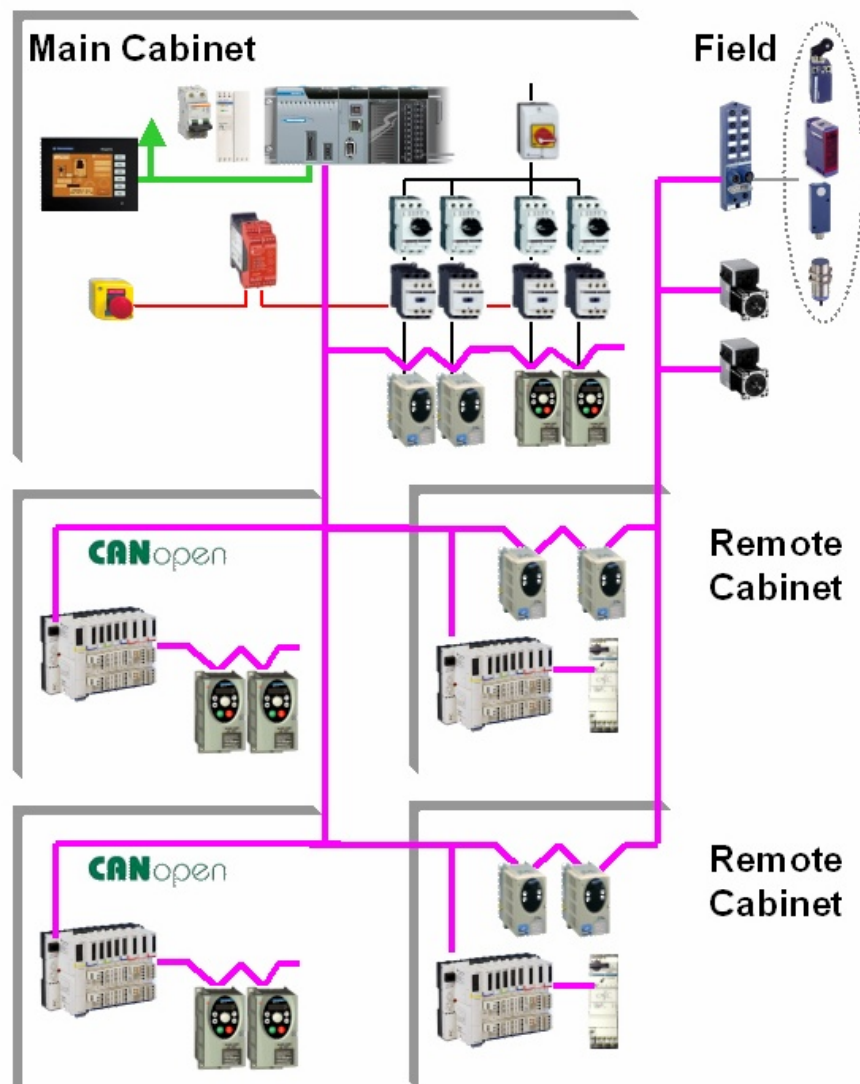 Main Cabinet
Field
CANopen
Remote
Cabinet
CANopen
Remote
Cabinet